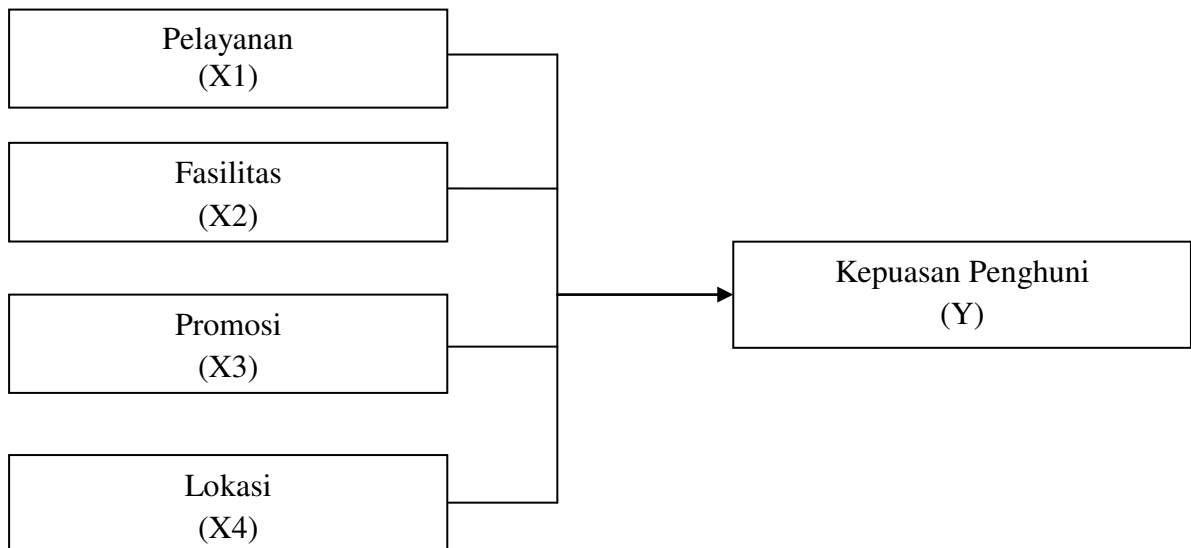 Pelayanan
(X1)
Fasilitas
(X2)
Promosi
(X3)
Lokasi
(X4)
Kepuasan Penghuni
(Y)